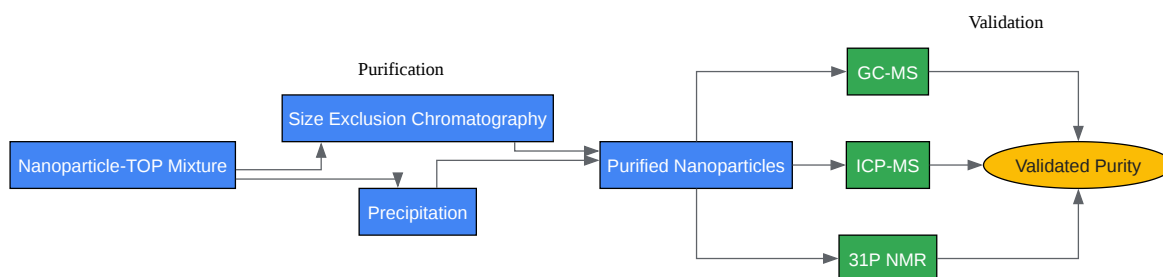 Validation
Purification
GC-MS
Size Exclusion Chromatography
Nanoparticle-TOP Mixture
Purified Nanoparticles
ICP-MS
Validated Purity
Precipitation
31P NMR